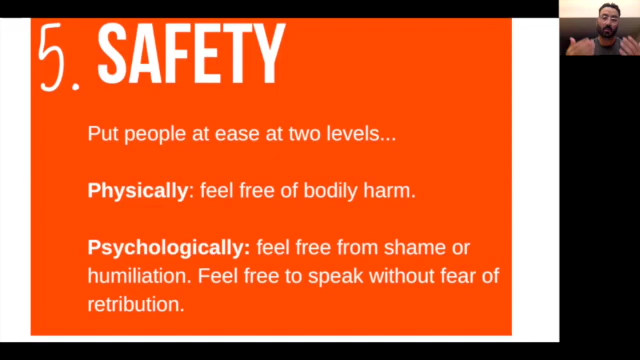 5. SAFETY
Put people at ease at two levels...
Physically: feel free of bodily harm.
Psychologically: feel free from shame or
humiliation. Feel free to speak without fear of
retribution.